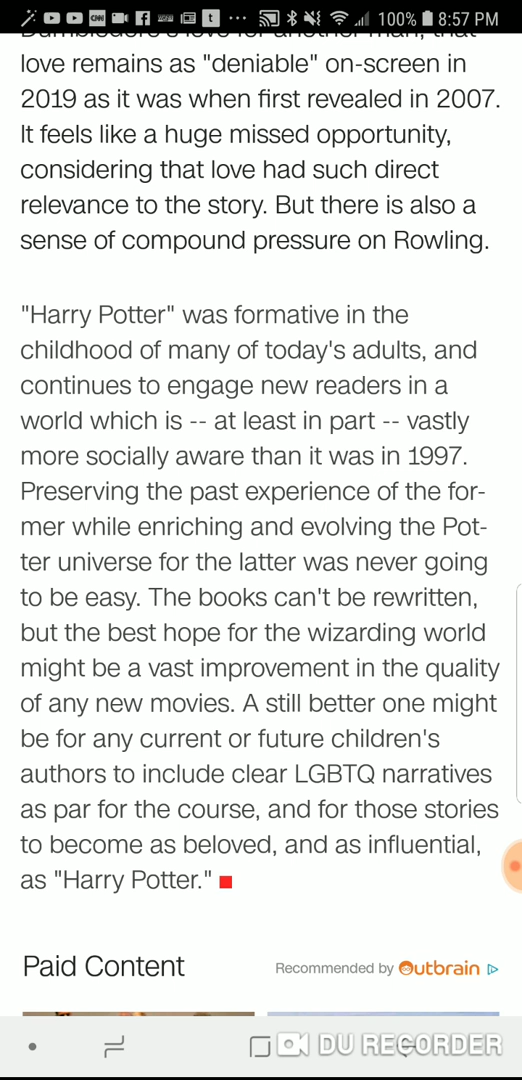 100% 8:57 PM
Dumbledore's love for another man, that
love remains as "deniable" on-screen in
2019 as it was when first revealed in 2007.
It feels like a huge missed opportunity,
considering that love had such direct
relevance to the story. But there is also a
sense of compound pressure on Rowling.
"Harry Potter" was formative in the
childhood of many of today's adults, and
continues to engage new readers in a
world which is -- at least in part -- vastly
more socially aware than it was in 1997.
Preserving the past experience of the for-
mer while enriching and evolving the Pot-
ter universe for the latter was never going
to be easy. The books can't be rewritten,
but the best hope for the wizarding world
might be a vast improvement in the quality
of any new movies. A still better one might
be for any current or future children's
authors to include clear LGBTQ narratives
as par for the course, and for those stories
to become as beloved, and as influential,
as "Harry Potter."
Paid Content
Recommended by Outbrain
DU RECORDER